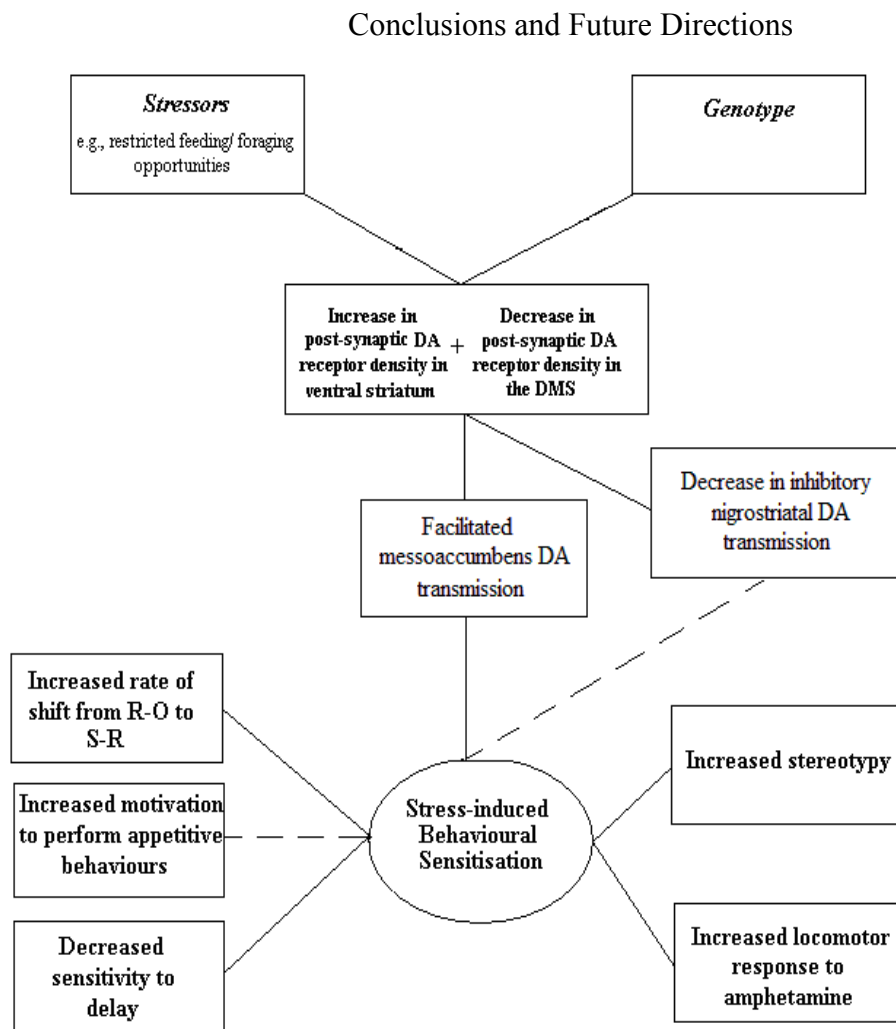 Conclusions and Future Directions
Stressors
e.g., restricted feeding/ foraging
opportunities
Genotype
Increase in
post-synaptic DA
receptor density in
ventral striatum
+
Decrease in
post-synaptic DA
receptor density in
the DMS
Facilitated
messoaccumbens DA
transmission
Decrease in inhibitory
nigrostriatal DA
transmission
Increased rate of
shift from R-O to
S-R
Increased motivation
to perform appetitive
behaviours
Decreased
sensitivity to
delay
Stress-induced
Behavioural
Sensitisation
Increased stereotypy
Increased locomotor
response to
amphetamine